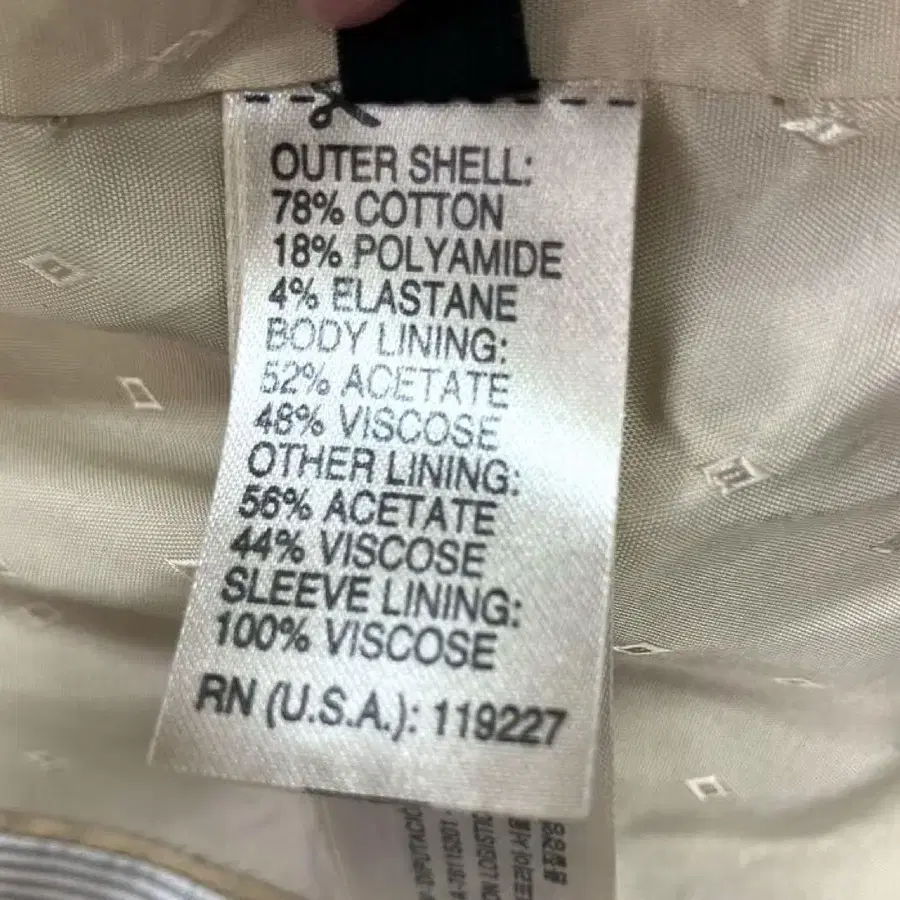 OUTER SHELL:
78% COTTON
18% POLYAMIDE
4% ELASTANE
BODY LINING:
52% ACETATE
48% VISCOSE
OTHER LINING:
56% ACETATE
44% VISCOSE
SLEEVE LINING:
100% VISCOSE
RN (U.S.A.): 119227